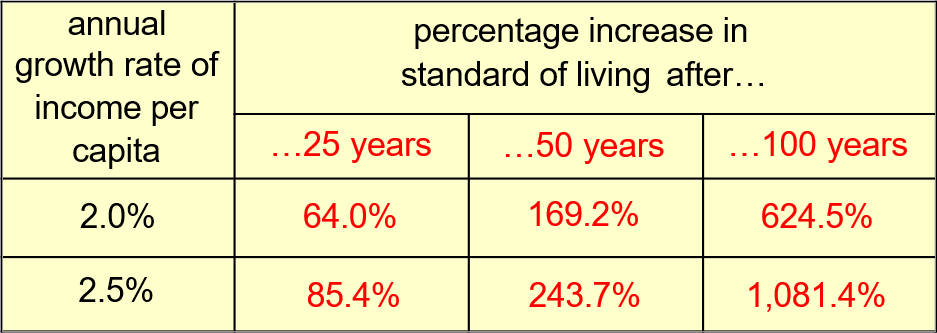 annual
growth rate of
income per
capita
percentage increase in
standard of living after…
…25 years
…50 years
…100 years
2.0%
64.0%
169.2%
624.5%
2.5%
85.4%
243.7%
1,081.4%